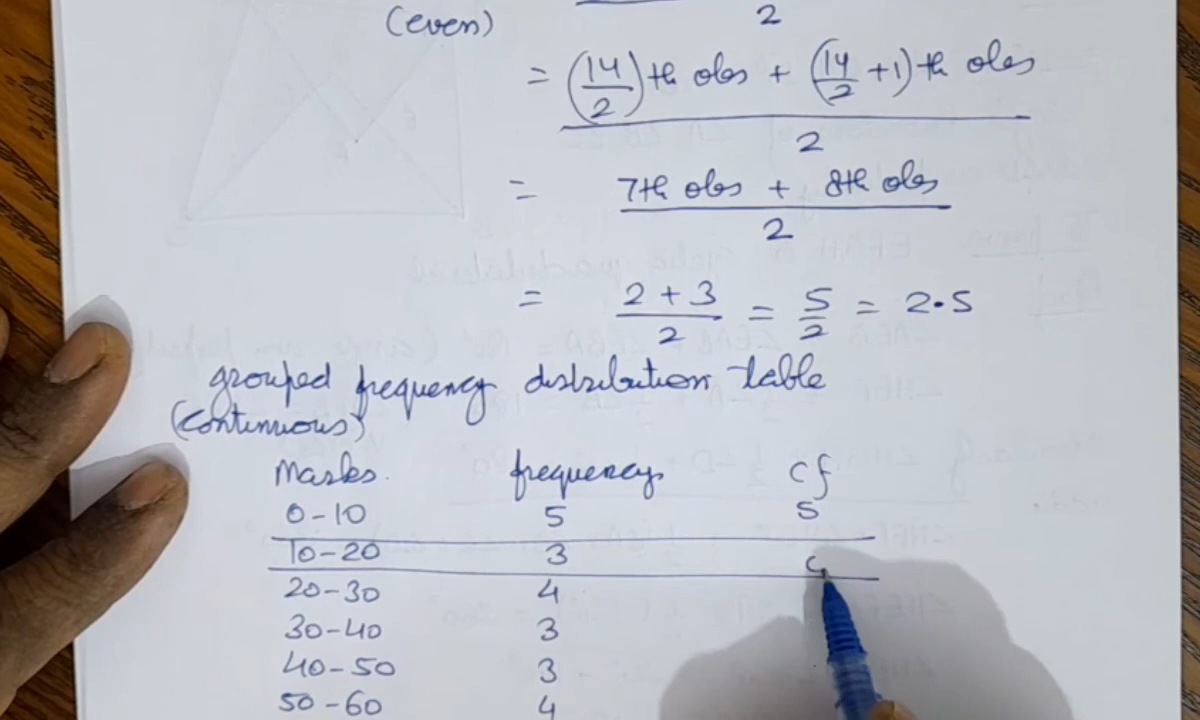 2
(even)
= (14/2)th obs + (14/2 +1)th obs
2
= 7th obs + 8th obs
2
= 2 + 3 / 2 = 5/2 = 2.5
grouped frequency distribution table
(continuous)
Marks. frequency cf
0-10 5 5
10-20 3
20-30 4
30-40 3
40-50 3
50-60 4